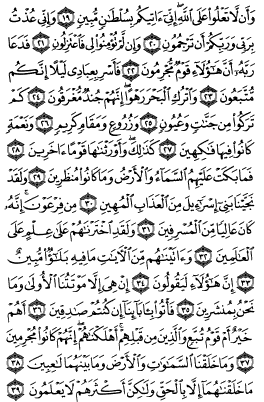 وَأَن لَّا تَعْلُوا۟ عَلَى ٱللَّهِ ۖ إِنِّىٓ ءَاتِيكُم بِسُلْطَٰنٍ مُّبِينٍ ١٩ وَإِنِّى عُذْتُ
بِرَبِّى وَرَبِّكُمْ أَن تَرْجُمُونِ ٢٠ وَإِن لَّمْ تُؤْمِنُوا۟ لِى فَٱعْتَزِلُونِ ٢١ فَدَعَا
رَبَّهُۥٓ أَنَّ هَٰٓؤُلَآءِ قَوْمٌ مُّجْرِمُونَ ٢٢ فَأَسْرِ بِعِبَادِى لَيْلًا إِنَّكُم
مُّتَّبَعُونَ ٢٣ وَٱتْرُكِ ٱلْبَحْرَ رَهْوًا ۖ إِنَّهُمْ جُندٌ مُّغْرَقُونَ ٢٤ كَمْ
تَرَكُوا۟ مِن جَنَّٰتٍ وَعُيُونٍ ٢٥ وَزُرُوعٍ وَمَقَامٍ كَرِيمٍ ٢٦ وَنَعْمَةٍ
كَانُوا۟ فِيهَا فَٰكِهِينَ ٢٧ كَذَٰلِكَ ۖ وَأَوْرَثْنَٰهَا قَوْمًا ءَاخَرِينَ ٢٨
فَمَا بَكَتْ عَلَيْهِمُ ٱلسَّمَآءُ وَٱلْأَرْضُ وَمَا كَانُوا۟ مُنظَرِينَ ٢٩ وَلَقَدْ
نَجَّيْنَا بَنِىٓ إِسْرَٰٓءِيلَ مِنَ ٱلْعَذَابِ ٱلْمُهِينِ ٣٠ مِن فِرْعَوْنَ ۚ إِنَّهُۥ
كَانَ عَالِيًا مِّنَ ٱلْمُسْرِفِينَ ٣١ وَلَقَدِ ٱخْتَرْنَٰهُمْ عَلَىٰ عِلْمٍ عَلَى
ٱلْعَٰلَمِينَ ٣٢ وَءَاتَيْنَٰهُم مِّنَ ٱلْءَايَٰتِ مَا فِيهِ بَلَٰٓؤٌا۟ مُّبِينٌ
٣٣ إِنَّ هَٰٓؤُلَآءِ لَيَقُولُونَ ٣٤ إِنْ هِىَ إِلَّا مَوْتَتُنَا ٱلْأُولَىٰ وَمَا
نَحْنُ بِمُنشَرِينَ ٣٥ فَأْتُوا۟ بِـَٔابَآئِنَآ إِن كُنتُمْ صَٰدِقِينَ ٣٦ أَهُمْ
خَيْرٌ أَمْ قَوْمُ تُبَّعٍ وَٱلَّذِينَ مِن قَبْلِهِمْ ۚ أَهْلَكْنَٰهُمْ ۖ إِنَّهُمْ كَانُوا۟ مُجْرِمِينَ
٣٧ وَمَا خَلَقْنَا ٱلسَّمَٰوَٰتِ وَٱلْأَرْضَ وَمَا بَيْنَهُمَا لَٰعِبِينَ ٣٨
مَا خَلَقْنَٰهُمَآ إِلَّا بِٱلْحَقِّ وَلَٰكِنَّ أَكْثَرَهُمْ لَا يَعْلَمُونَ ٣٩